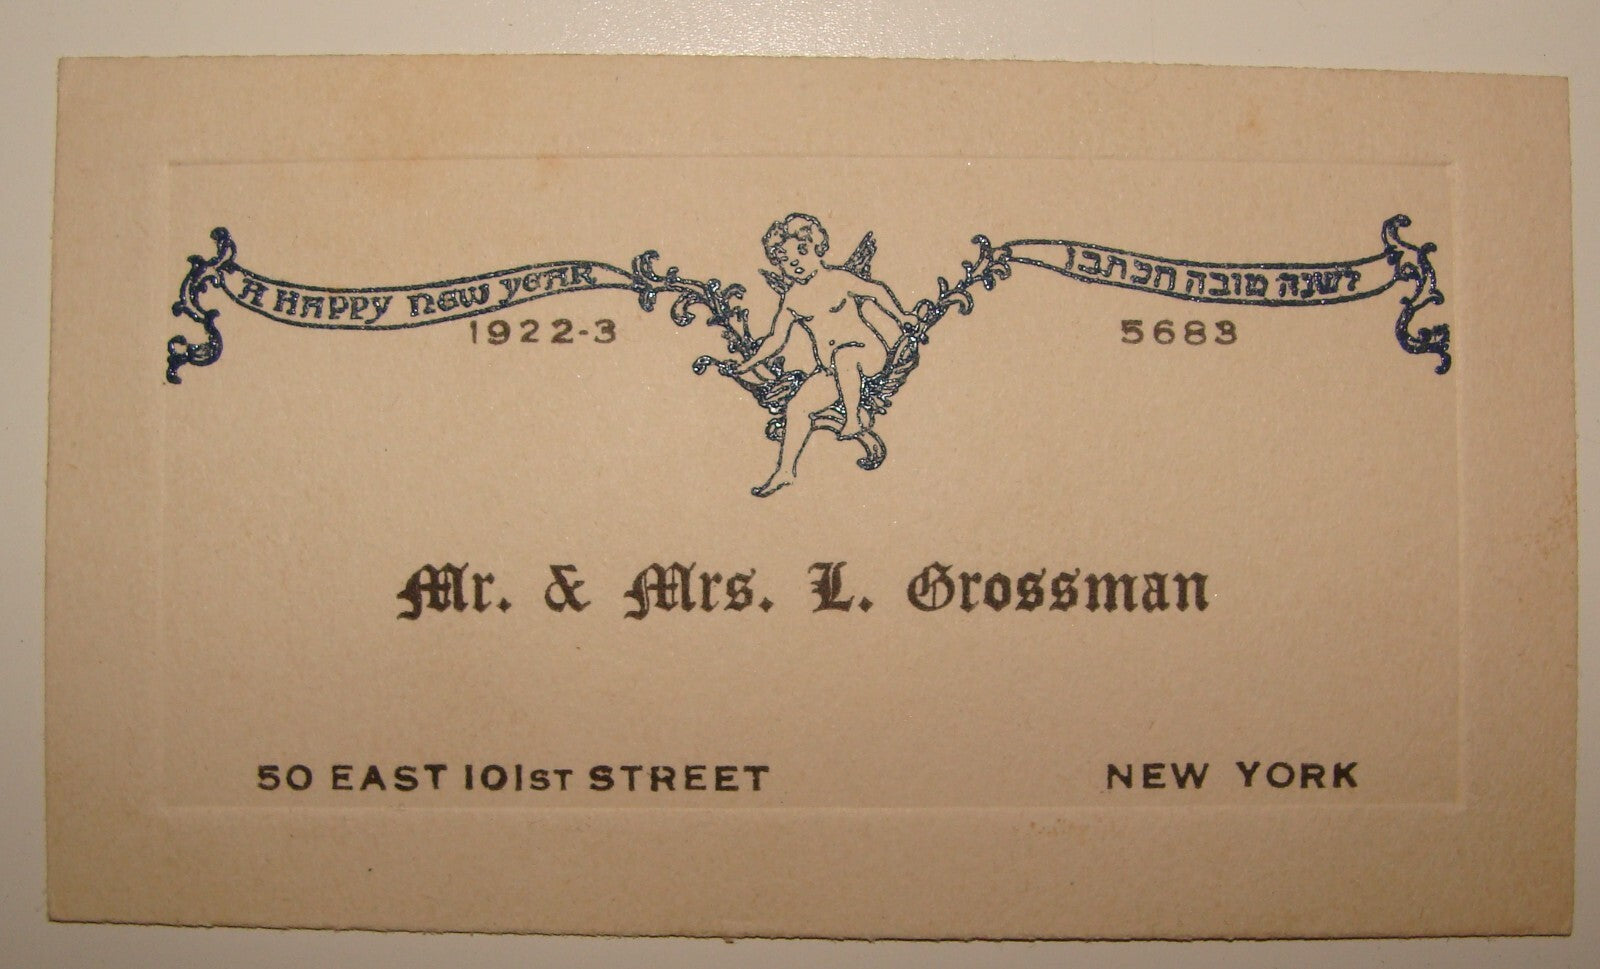 A HAPPY NEW YEAR
לשנה טובה תכתבו
1922-3
5683
Mr. & Mrs. L. Grossman
50 EAST 101ST STREET
NEW YORK